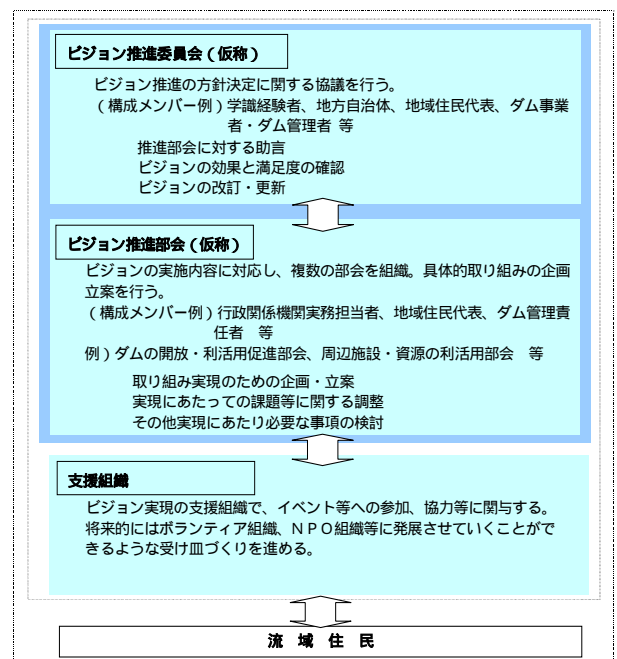 ビジョン推進委員会（仮称）
ビジョン推進の方針決定に関する協議を行う。
（構成メンバー例）学識経験者、地方自治体、地域住民代表、ダム事業
者・ダム管理者 等
推進部会に対する助言
ビジョンの効果と満足度の確認
ビジョンの改訂・更新
ビジョン推進部会（仮称）
ビジョンの実施内容に対応し、複数の部会を組織。具体的取り組みの企画
立案を行う。
（構成メンバー例）行政関係機関実務担当者、地域住民代表、ダム管理責
任者　等
例）ダムの開放・利活用促進部会、周辺施設・資源の利活用部会　等
取り組み実現のための企画・立案
実現にあたっての課題等に関する調整
その他実現にあたり必要な事項の検討
支援組織
ビジョン実現の支援組織で、イベント等への参加、協力等に関与する。
将来的にはボランティア組織、ＮＰＯ組織等に発展させていくことがで
きるような受け皿づくりを進める。
流 域 住 民